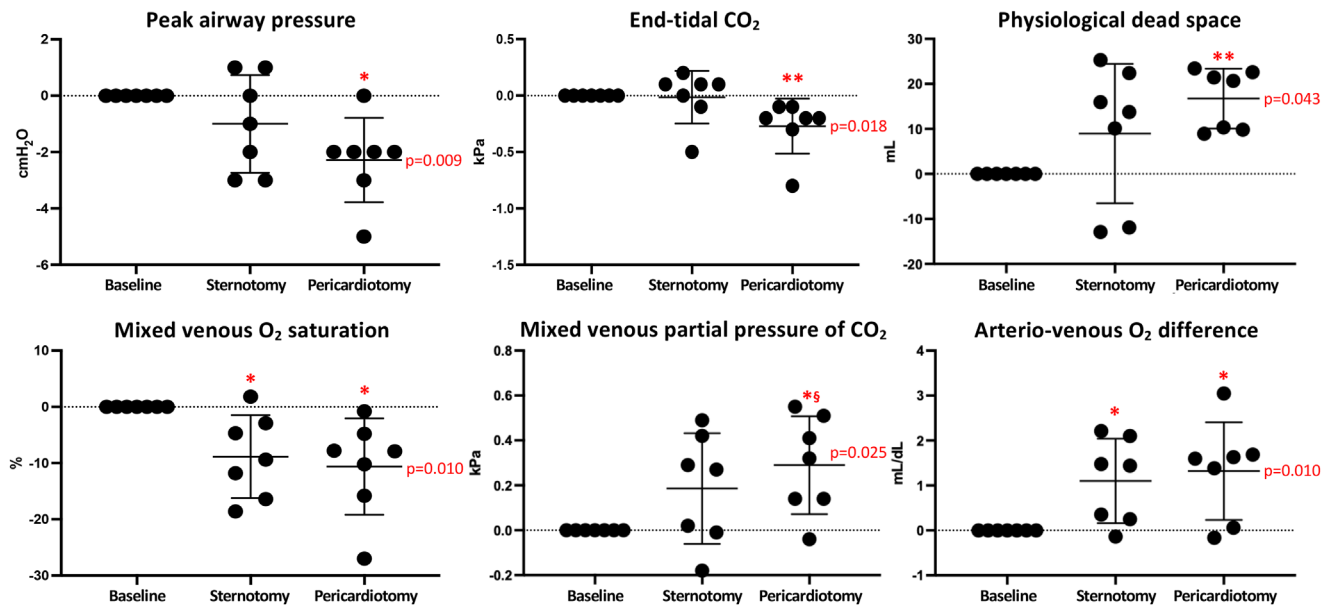 Peak airway pressure
cmH2O
2
0
-2
-4
-6
*
p=0.009
Baseline Sternotomy Pericardiotomy
End-tidal CO2
kPa
0.5
0.0
-0.5
-1.0
-1.5
**
p=0.018
Baseline Sternotomy Pericardiotomy
Physiological dead space
mL
30
20
10
0
-10
-20
**
p=0.043
Baseline Sternotomy Pericardiotomy
Mixed venous O2 saturation
%
10
0
-10
-20
-30
*
*
p=0.010
Baseline Sternotomy Pericardiotomy
Mixed venous partial pressure of CO2
kPa
0.8
0.6
0.4
0.2
0.0
-0.2
*§
p=0.025
Baseline Sternotomy Pericardiotomy
Arterio-venous O2 difference
mL/dL
4
3
2
1
0
-1
*
*
p=0.010
Baseline Sternotomy Pericardiotomy